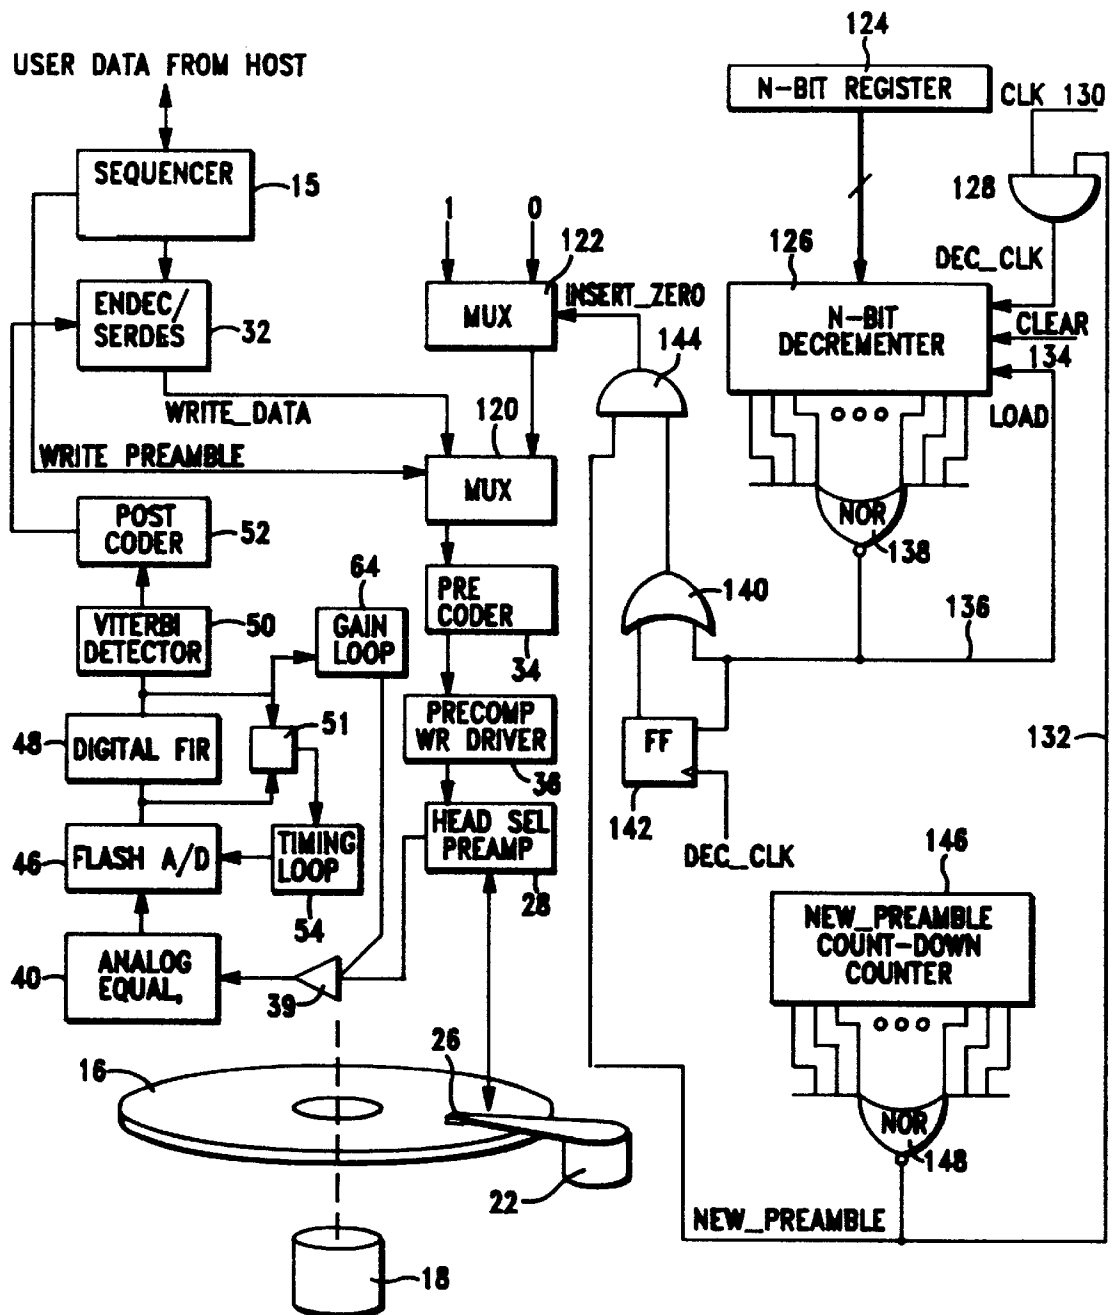 124
USER DATA FROM HOST
N-BIT REGISTER
CLK 130
SEQUENCER
15
128
1
0
122
126
DEC_CLK
ENDEC/
SERDES
32
MUX
INSERT_ZERO
N-BIT
DECREMENTER
CLEAR
134
144
WRITE_DATA
120
LOAD
WRITE PREAMBLE
MUX
POST
CODER
52
NOR
138
64
PRE
CODER
34
140
136
VITERBI
DETECTOR
50
GAIN
LOOP
51
PRECOMP
WR DRIVER
36
FF
142
132
48
DIGITAL FIR
HEAD SEL
PREAMP
28
DEC_CLK
146
46
FLASH A/D
TIMING
LOOP
54
NEW_PREAMBLE
COUNT-DOWN
COUNTER
40
ANALOG
EQUAL.
39
16
26
NOR
148
22
NEW_PREAMBLE
18